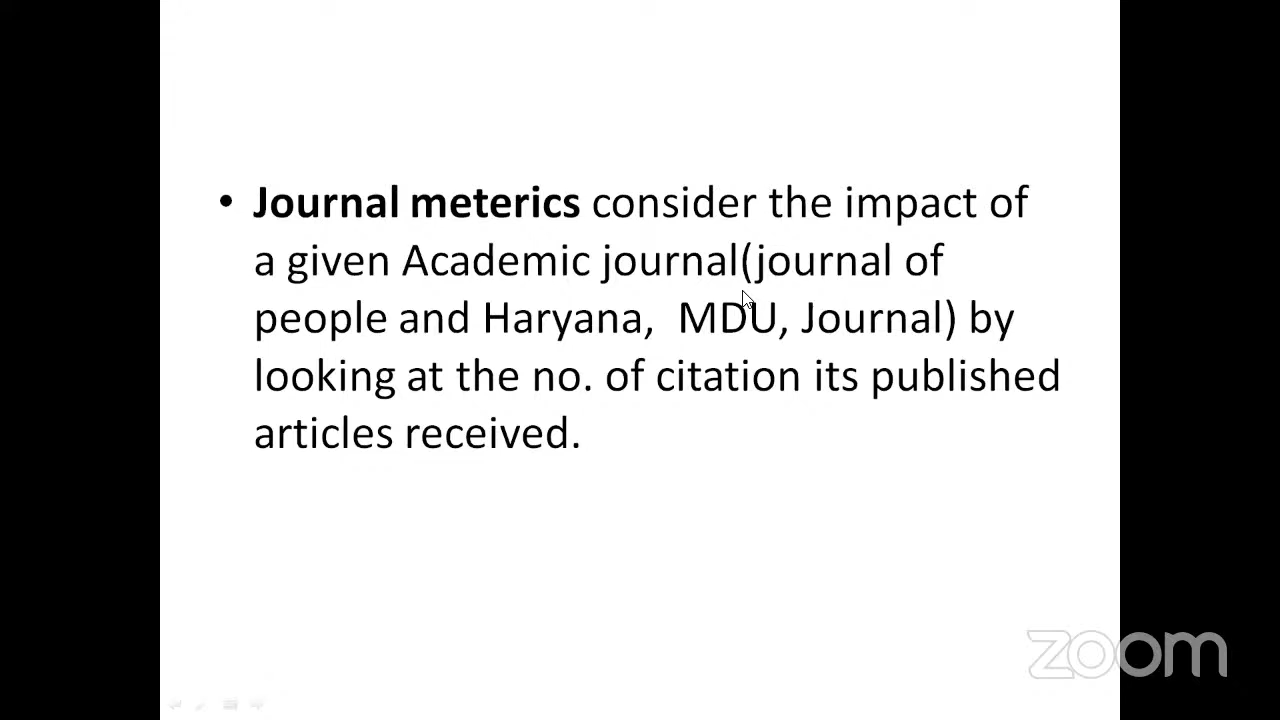 • Journal meterics consider the impact of
a given Academic journal(journal of
people and Haryana, MDU, Journal) by
looking at the no. of citation its published
articles received.
zoom